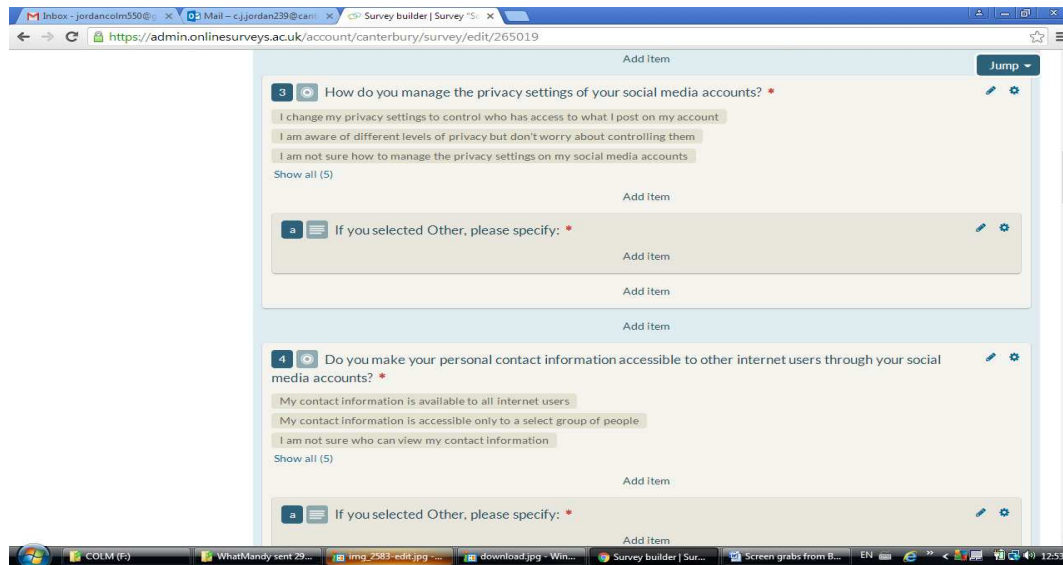 Inbox - jordancolm550@g
Mail – c.j.jordan239@cant
Survey builder | Survey "Sc
https://admin.onlinesurveys.ac.uk/account/canterbury/survey/edit/265019
Add item
Jump
3 How do you manage the privacy settings of your social media accounts? *
I change my privacy settings to control who has access to what I post on my account
I am aware of different levels of privacy but don't worry about controlling them
I am not sure how to manage the privacy settings on my social media accounts
Show all (5)
Add item
a If you selected Other, please specify: *
Add item
Add item
Add item
4 Do you make your personal contact information accessible to other internet users through your social
media accounts? *
My contact information is available to all internet users
My contact information is accessible only to a select group of people
I am not sure who can view my contact information
Show all (5)
Add item
a If you selected Other, please specify: *
Add item
COLM (F:)
WhatMandy sent 29...
img_2583-edit.jpg -...
download.jpg - Win...
Survey builder | Sur...
Screen grabs from B...
EN
12:53